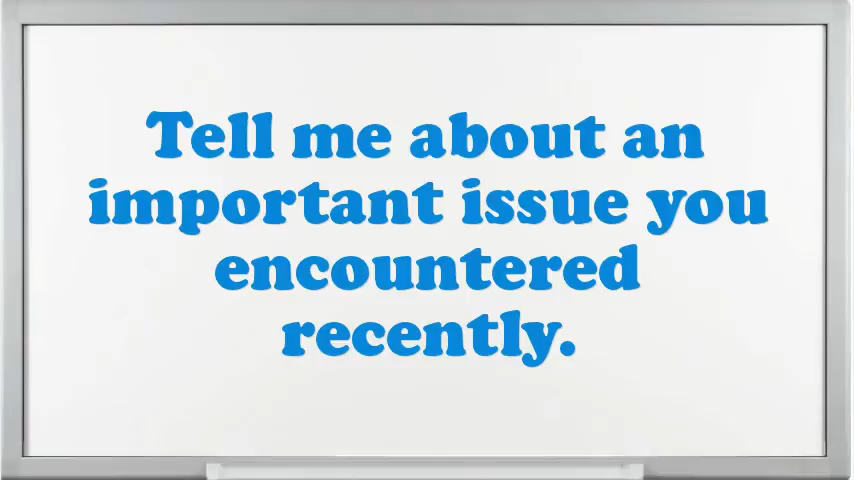 Tell me about an
important issue you
encountered
recently.